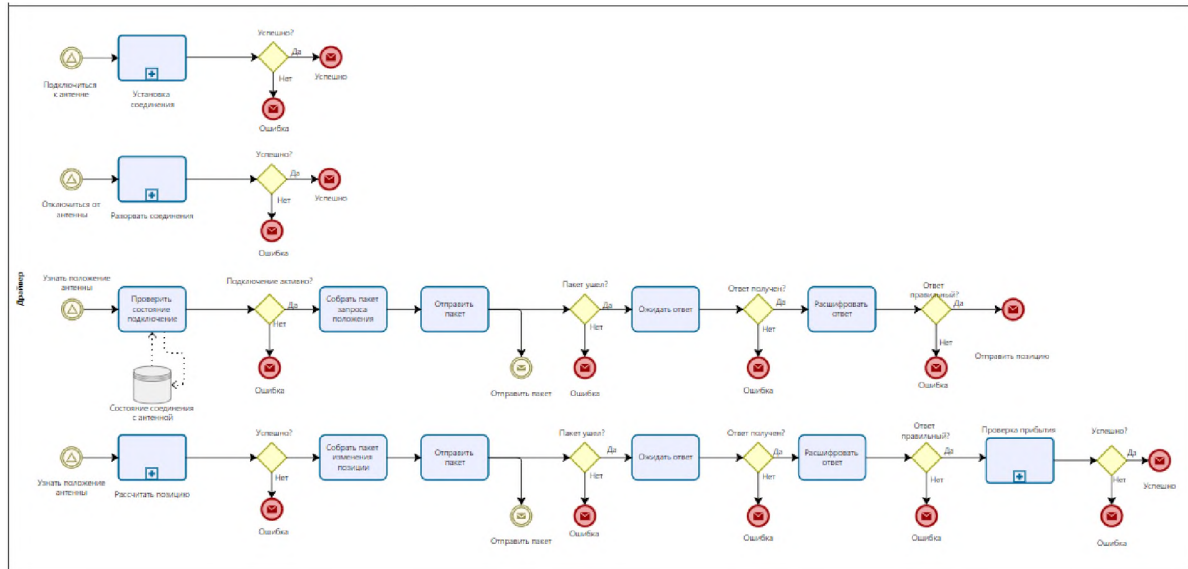 Драйвер
Успешно?
Да
Нет
Подключиться
к антенне
Установка
соединения
Успешно
Ошибка
Успешно?
Да
Нет
Отключиться от
антенны
Разорвать соединения
Успешно
Ошибка
Узнать положение
антенны
Проверить
состояние
подключение
Подключение активно?
Да
Нет
Собрать пакет
запроса
положения
Отправить
пакет
Пакет ушел?
Да
Нет
Ожидать ответ
Ответ получен?
Да
Нет
Расшифровать
ответ
Ответ
правильный?
Да
Нет
Отправить позицию
Ошибка
Отправить пакет
Ошибка
Ошибка
Ошибка
Состояние соединения
с антенной
Узнать положение
антенны
Рассчитать позицию
Успешно?
Да
Нет
Собрать пакет
изменения
позиции
Отправить
пакет
Пакет ушел?
Да
Нет
Ожидать ответ
Ответ получен?
Да
Нет
Расшифровать
ответ
Ответ
правильный?
Да
Нет
Проверка прибытия
Успешно?
Да
Нет
Успешно
Ошибка
Отправить пакет
Ошибка
Ошибка
Ошибка
Ошибка